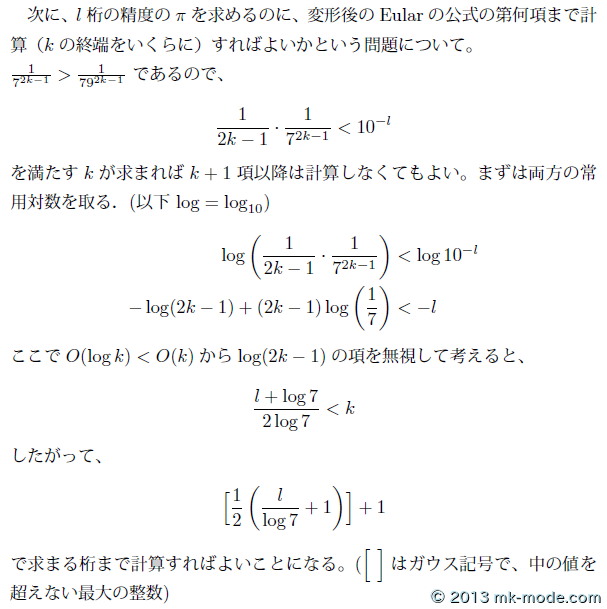 次に、l 桁の精度の π を求めるのに、変形後の Eular の公式の第何項まで計
算（k の終端をいくらに）すればよいかという問題について。
\frac{1}{7^{2k-1}} > \frac{1}{79^{2k-1}} であるので、
\frac{1}{2k-1} \cdot \frac{1}{7^{2k-1}} < 10^{-l}
を満たす k が求まれば k + 1 項以降は計算しなくてもよい。まずは両方の常
用対数を取る．(以下 log = log_{10})
\log\left(\frac{1}{2k-1} \cdot \frac{1}{7^{2k-1}}\right) < \log 10^{-l}
-\log(2k-1) + (2k-1)\log\left(\frac{1}{7}\right) < -l
ここで O(log k) < O(k) から log(2k − 1) の項を無視して考えると、
\frac{l + \log 7}{2 \log 7} < k
したがって、
\left[\frac{1}{2}\left(\frac{l}{\log 7} + 1\right)\right] + 1
で求まる桁まで計算すればよいことになる。([ ] はガウス記号で、中の値を
超えない最大の整数)
© 2013 mk-mode.com